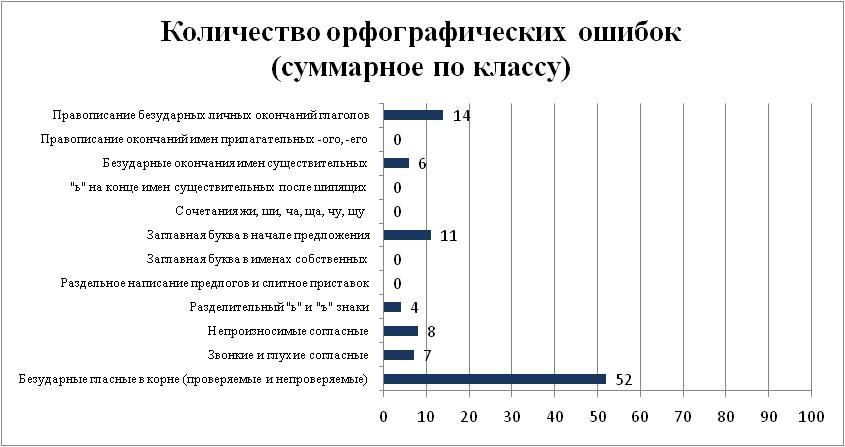 Количество орфографических ошибок
(суммарное по классу)
Правописание безударных личных окончаний глаголов 14
Правописание окончаний имен прилагательных -ого, -его 0
Безударные окончания имен существительных 6
"ь" на конце имен существительных после шипящих 0
Сочетания жи, ши, ча, ща, чу, щу 0
Заглавная буква в начале предложения 11
Заглавная буква в именах собственных 0
Раздельное написание предлогов и слитное приставок 0
Разделительный "ь" и "ъ" знаки 4
Непроизносимые согласные 8
Звонкие и глухие согласные 7
Безударные гласные в корне (проверяемые и непроверяемые) 52
0 10 20 30 40 50 60 70 80 90 100